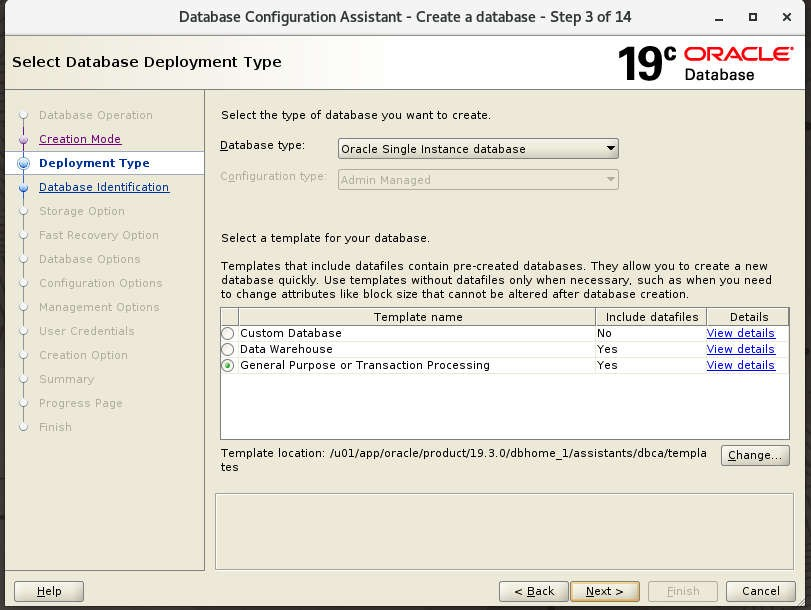 Database Configuration Assistant - Create a database - Step 3 of 14
Select Database Deployment Type
19c ORACLE
Database
Database Operation
Creation Mode
Deployment Type
Database Identification
Storage Option
Fast Recovery Option
Database Options
Configuration Options
Management Options
User Credentials
Creation Option
Summary
Progress Page
Finish
Select the type of database you want to create.
Database type: Oracle Single Instance database
Configuration type: Admin Managed
Select a template for your database.
Templates that include datafiles contain pre-created databases. They allow you to create a new
database quickly. Use templates without datafiles only when necessary, such as when you need
to change attributes like block size that cannot be altered after database creation.
Template name Include datafiles Details
Custom Database No View details
Data Warehouse Yes View details
General Purpose or Transaction Processing Yes View details
Template location: /u01/app/oracle/product/19.3.0/dbhome_1/assistants/dbca/templa
tes
Change...
Help < Back Next > Finish Cancel